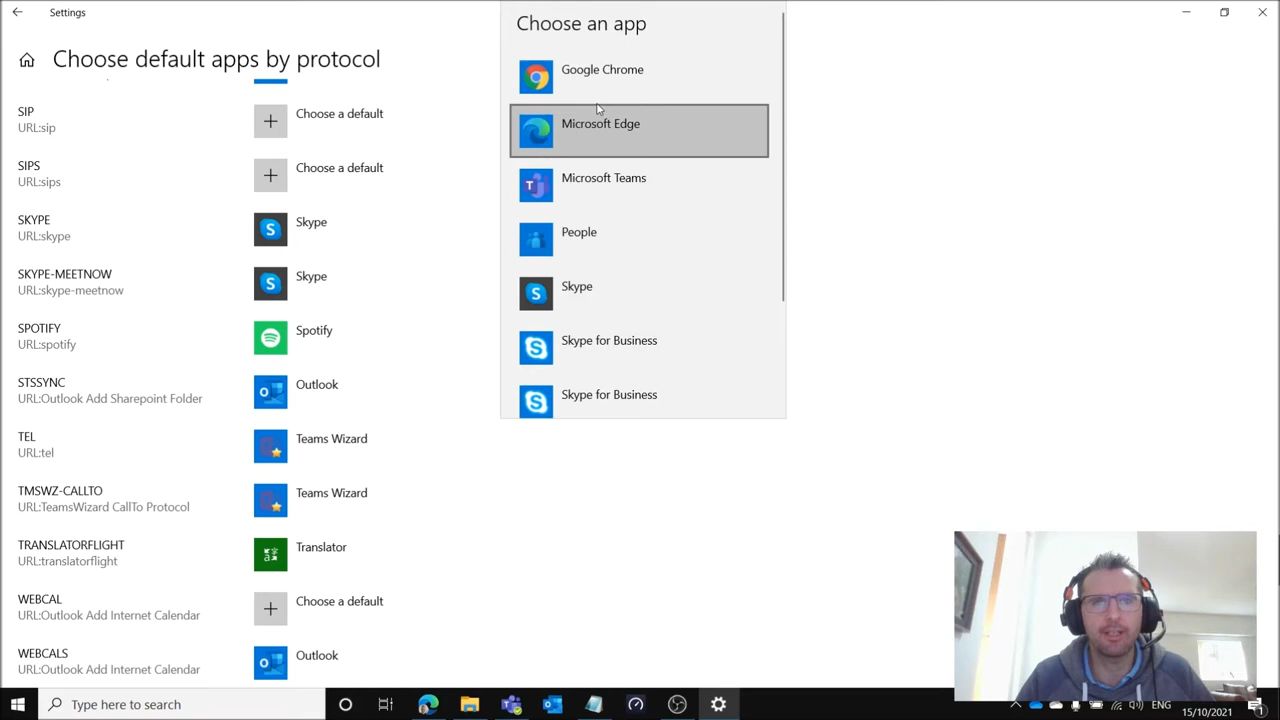 Settings
Choose default apps by protocol
SIP
URL:sip
Choose a default
SIPS
URL:sips
Choose a default
SKYPE
URL:skype
Skype
SKYPE-MEETNOW
URL:skype-meetnow
Skype
SPOTIFY
URL:spotify
Spotify
STSSYNC
URL:Outlook Add Sharepoint Folder
Outlook
TEL
URL:tel
Teams Wizard
TMSWZ-CALLTO
URL:TeamsWizard CallTo Protocol
Teams Wizard
TRANSLATORFLIGHT
URL:translatorflight
Translator
WEBCAL
URL:Outlook Add Internet Calendar
Choose a default
WEBCALS
URL:Outlook Add Internet Calendar
Outlook
Choose an app
Google Chrome
Microsoft Edge
Microsoft Teams
People
Skype
Skype for Business
Skype for Business
Type here to search
ENG
15/10/2021
1